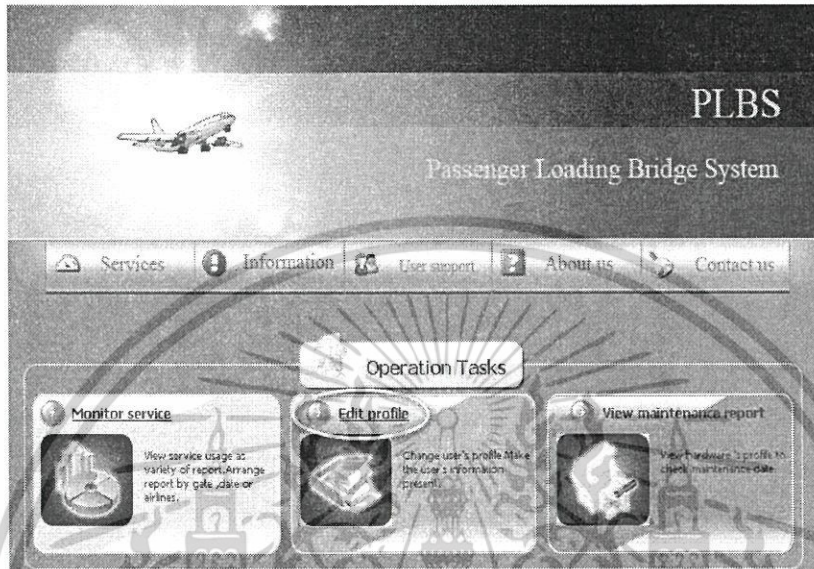 PLBS
Passenger Loading Bridge System
Services
Information
User support
About us
Contact us
Operation Tasks
Monitor service
View service usage as
variety of report.Arrange
report by gate ,date or
airlines.
Edit profile
Change user's profile Make
the user's information
present.
View maintenance report
View hardware 's profile to
check maintenance date